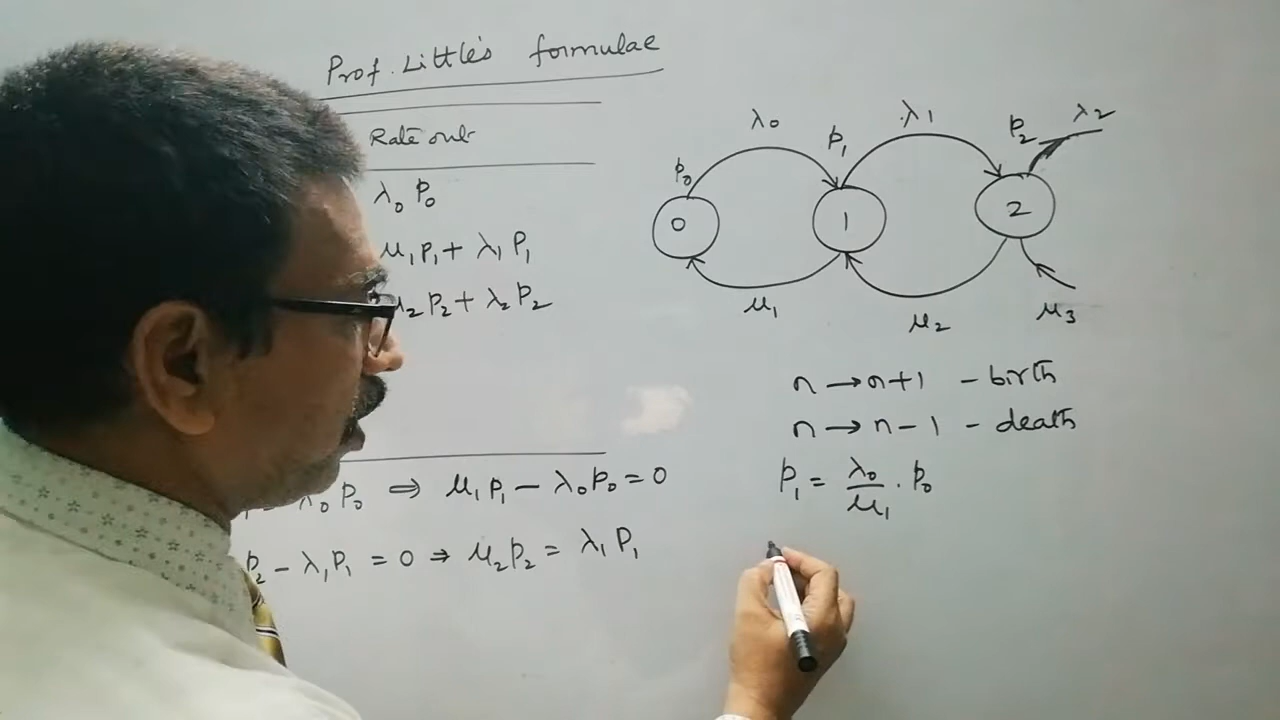 Prof. Little's formulae
Rate out
λ0 P0
μ1 P1 + λ1 P1
μ2 P2 + λ2 P2
λ0 P0 ⇒ μ1 P1 − λ0 P0 = 0
P2 − λ1 P1 = 0 ⇒ μ2 P2 = λ1 P1
λ0 λ1 λ2
P0 P1 P2
0 1 2
μ1 μ2 μ3
n → n+1 - birth
n → n-1 - death
P1 = λ0/μ1 . P0